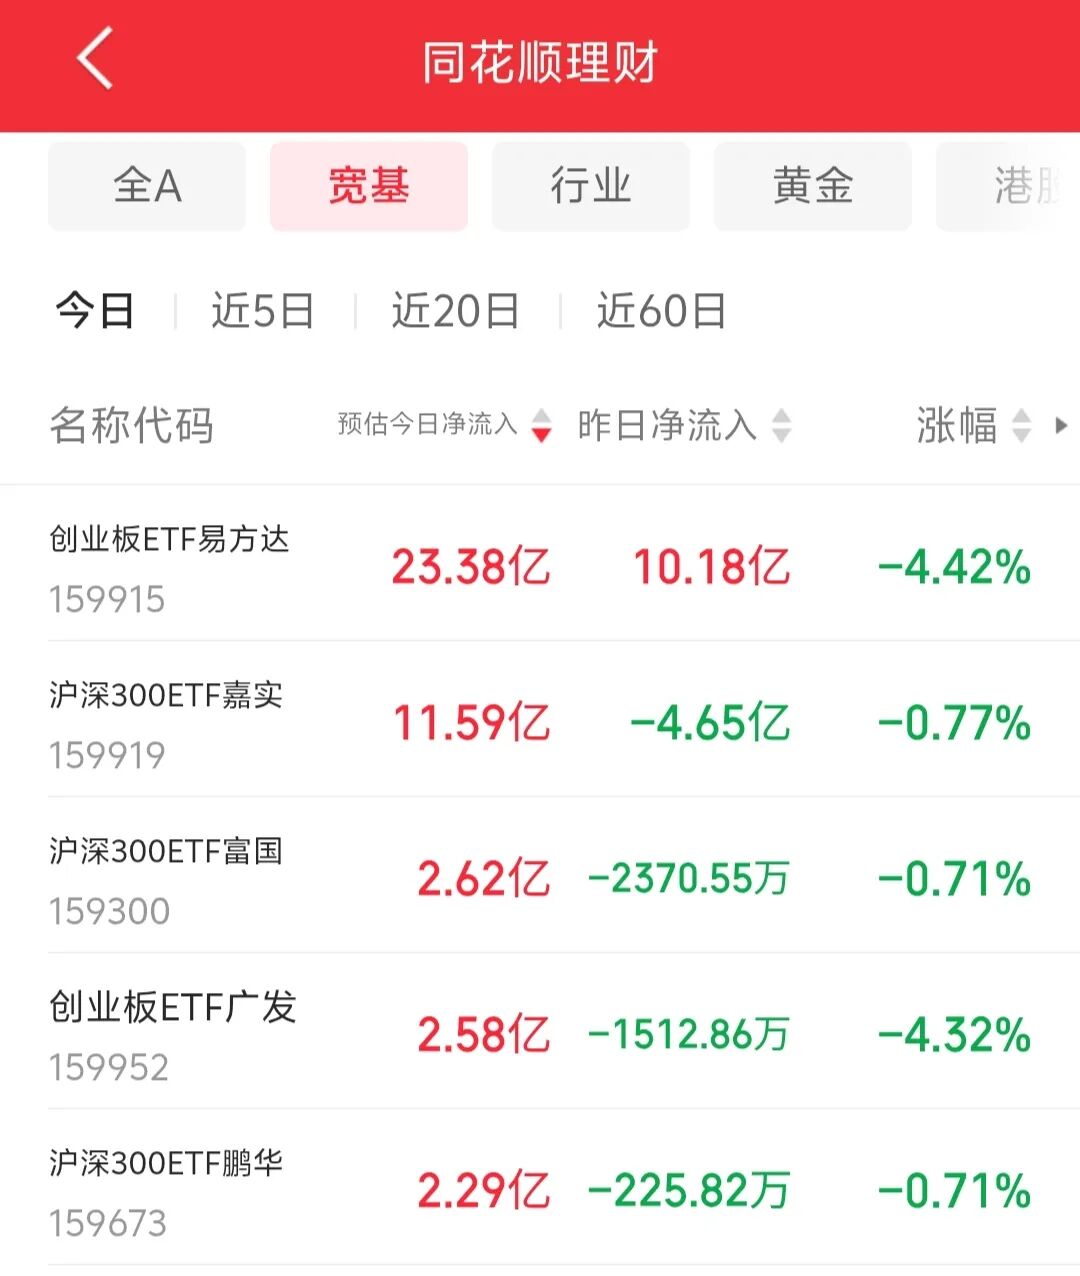 同花顺理财
全A 宽基 行业 黄金 港股
今日 近5日 近20日 近60日
名称代码 预估今日净流入 昨日净流入 涨幅
创业板ETF易方达 23.38亿 10.18亿 -4.42%
159915
沪深300ETF嘉实 11.59亿 -4.65亿 -0.77%
159919
沪深300ETF富国 2.62亿 -2370.55万 -0.71%
159300
创业板ETF广发 2.58亿 -1512.86万 -4.32%
159952
沪深300ETF鹏华 2.29亿 -225.82万 -0.71%
159673